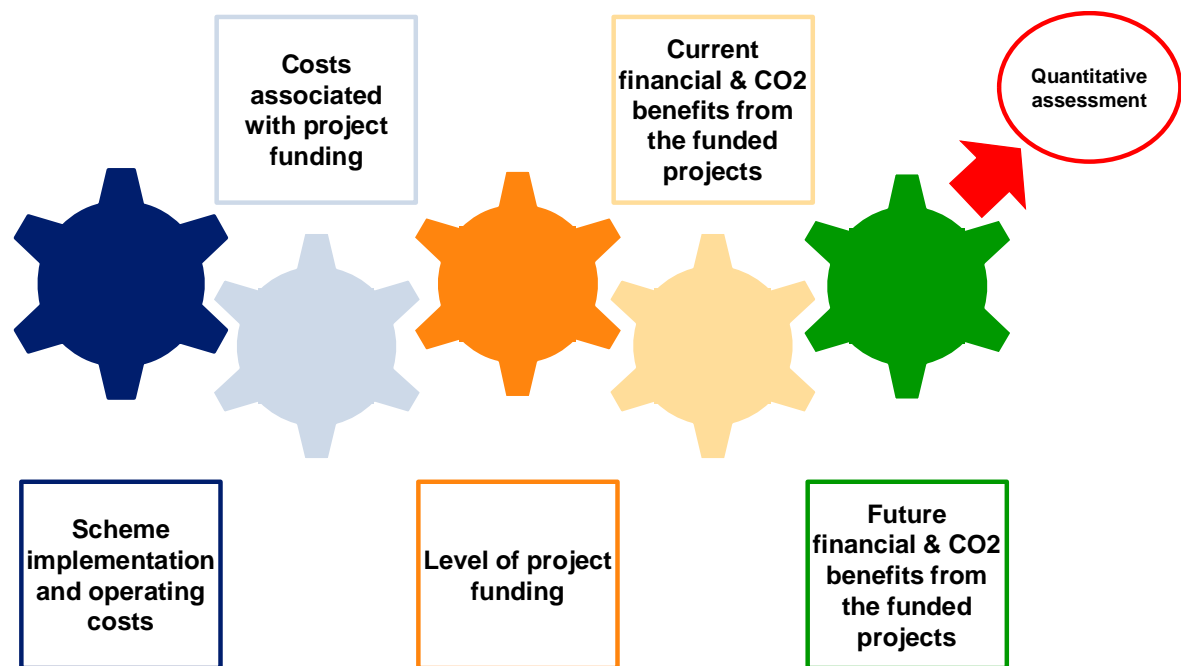 Costs
associated
with project
funding
Current
financial & CO2
benefits from
the funded
projects
Quantitative
assessment
Scheme
implementation
and operating
costs
Level of project
funding
Future
financial & CO2
benefits from
the funded
projects